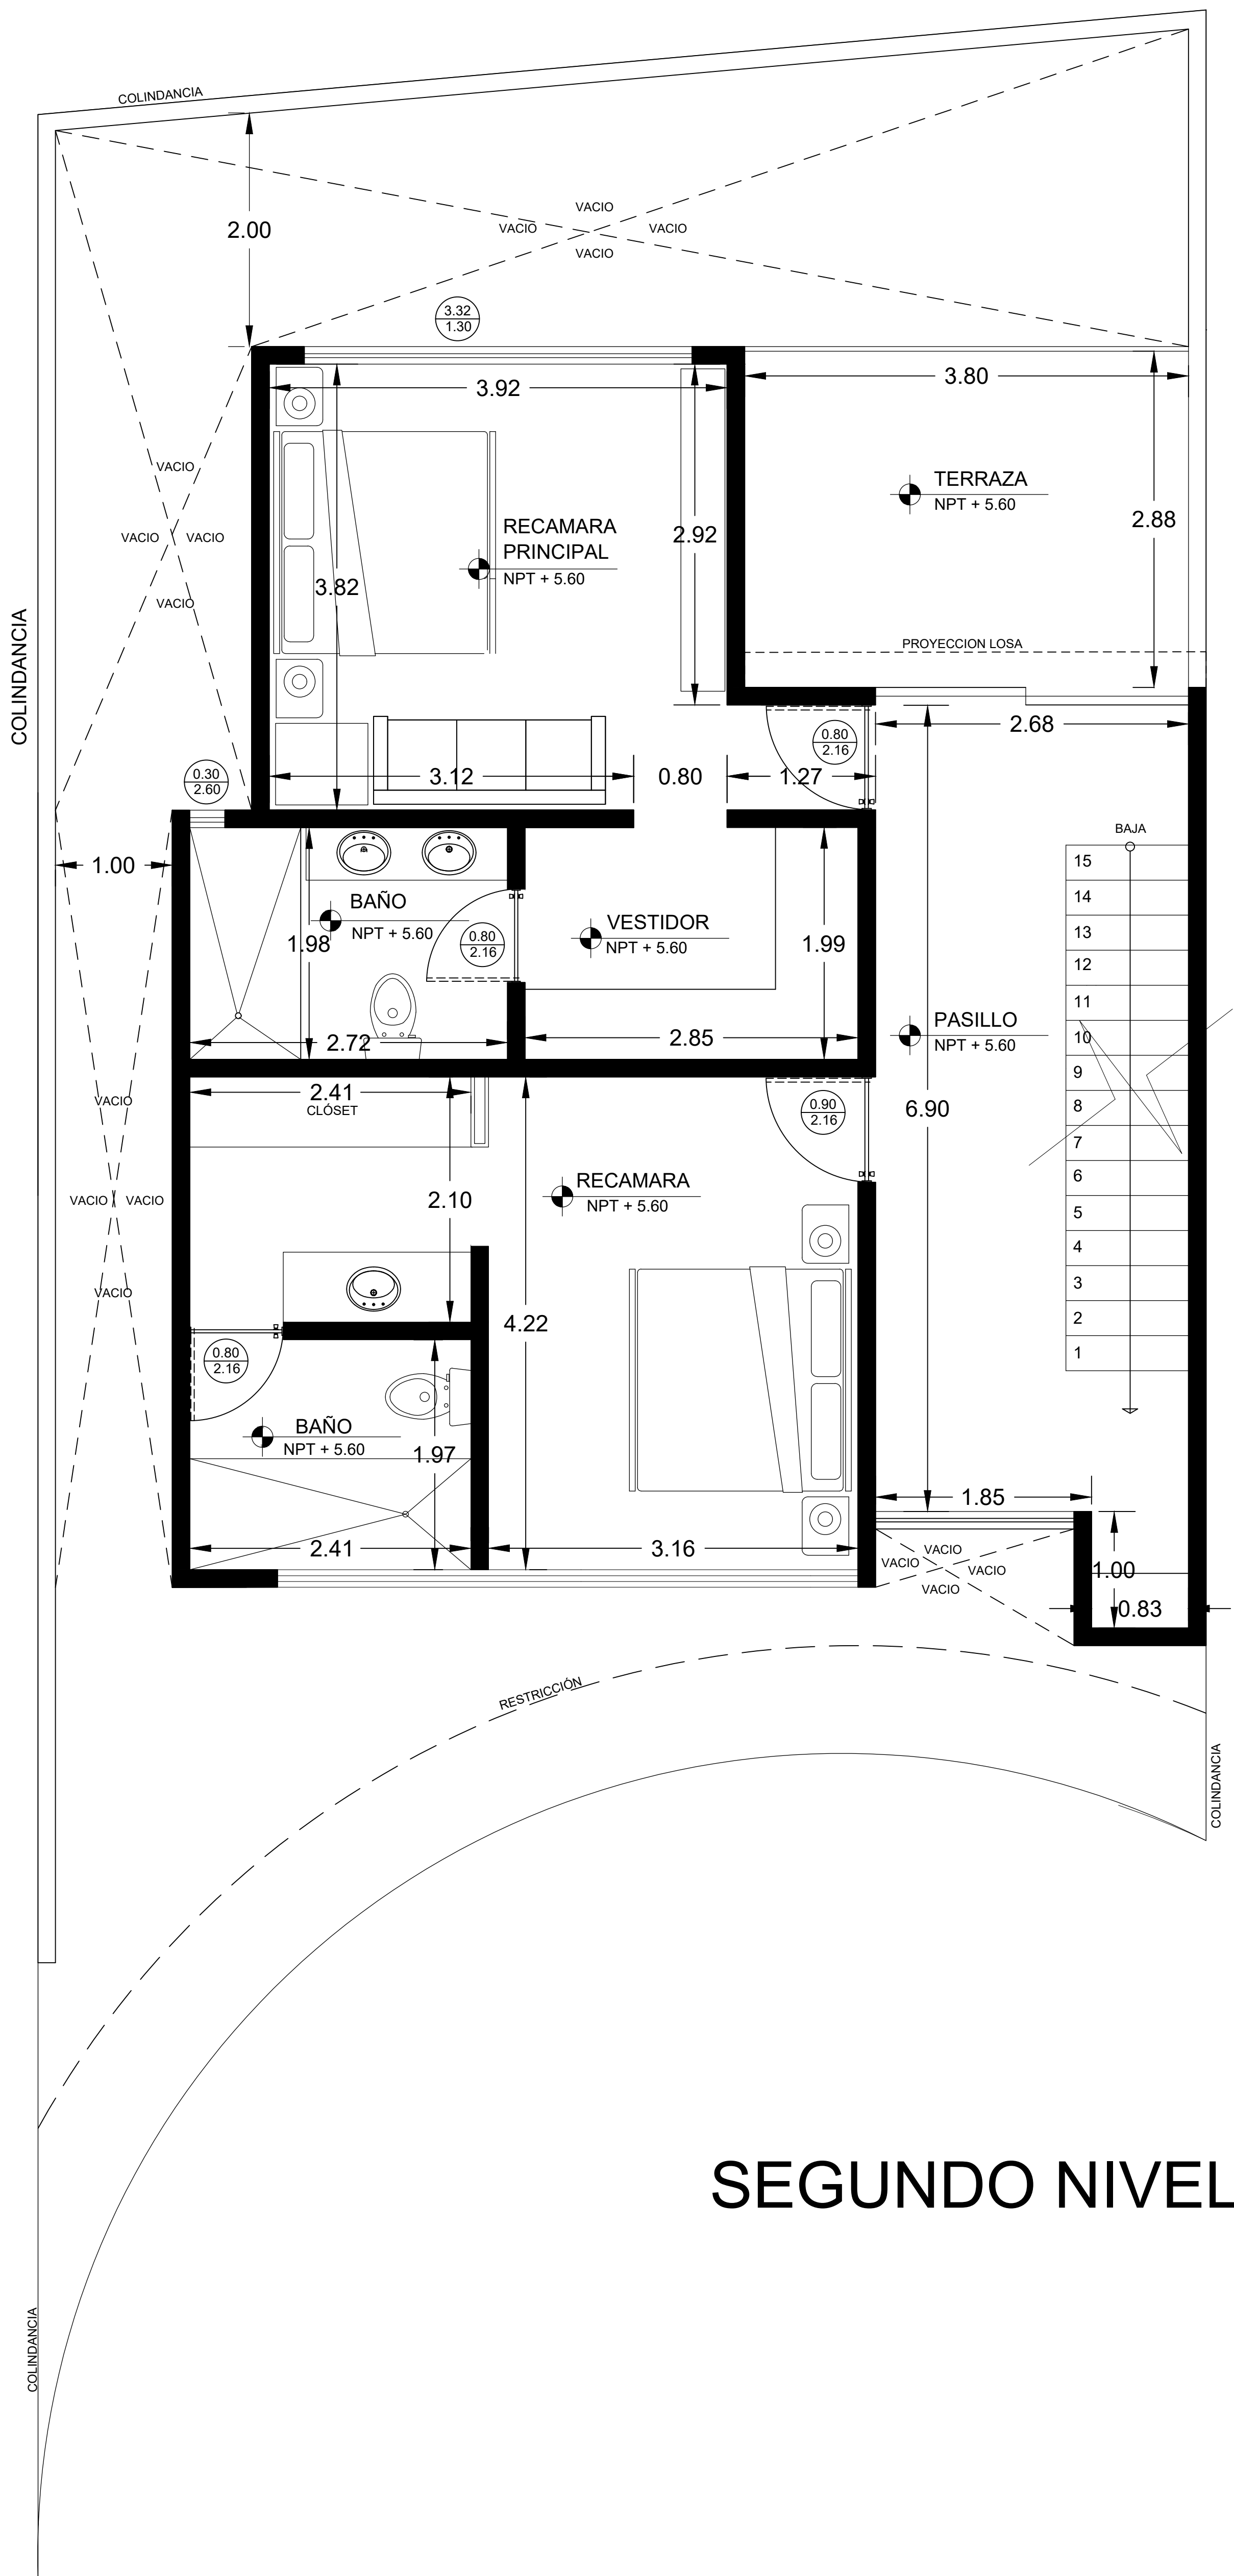 COLINDANCIA
2.00
VACIO
VACIO
VACIO
VACIO
3.32
1.30
3.92
3.80
TERRAZA
NPT + 5.60
2.88
VACIO
VACIO
VACIO
VACIO
RECAMARA
PRINCIPAL
NPT + 5.60
2.92
3.82
COLINDANCIA
PROYECCION LOSA
2.68
0.80
2.16
0.30
2.60
3.12
0.80
1.27
1.00
BAJA
15
14
13
12
11
10
9
8
7
6
5
4
3
2
1
BAÑO
NPT + 5.60
1.98
0.80
2.16
VESTIDOR
NPT + 5.60
1.99
2.72
2.85
PASILLO
NPT + 5.60
6.90
2.41
CLÓSET
0.90
2.16
VACIO
VACIO
VACIO
VACIO
2.10
RECAMARA
NPT + 5.60
4.22
0.80
2.16
BAÑO
NPT + 5.60
1.97
2.41
3.16
1.85
VACIO
VACIO
VACIO
VACIO
1.00
0.83
RESTRICCIÓN
COLINDANCIA
SEGUNDO NIVEL
COLINDANCIA